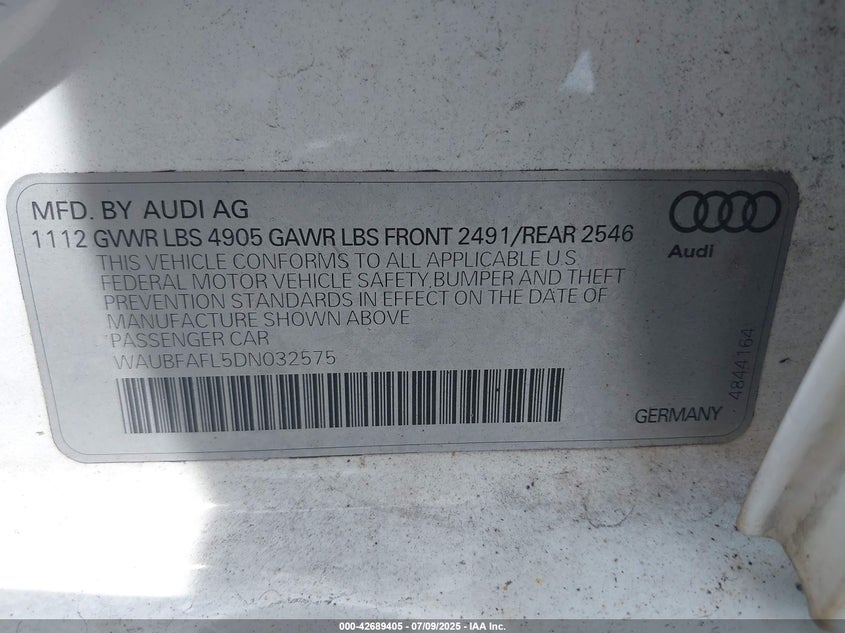 MFD. BY AUDI AG
1112 GVWR LBS 4905 GAWR LBS FRONT 2491/REAR 2546
THIS VEHICLE CONFORMS TO ALL APPLICABLE U.S.
FEDERAL MOTOR VEHICLE SAFETY,BUMPER AND THEFT
PREVENTION STANDARDS IN EFFECT ON THE DATE OF
MANUFACTURE SHOWN ABOVE
PASSENGER CAR
WAUBFAFL5DN032575
Audi
4844164
GERMANY
000-42689405 - 07/09/2025 - IAA Inc.